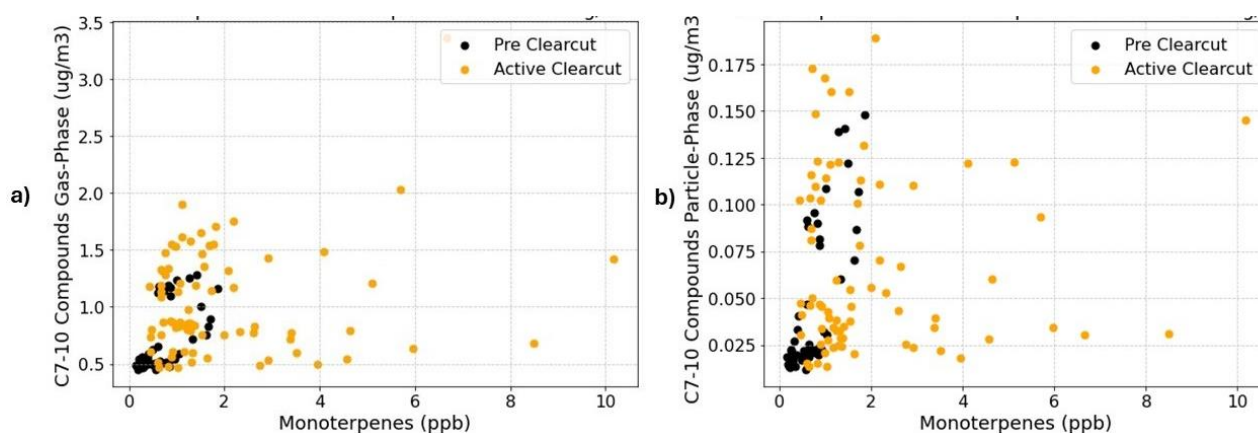 a)
C7-10 Compounds Gas-Phase (ug/m3)
3.5
3.0
2.5
2.0
1.5
1.0
0.5
Pre Clearcut
Active Clearcut
0
2
4
6
8
10
Monoterpenes (ppb)
b)
C7-10 Compounds Particle-Phase (ug/m3
0.175
0.150
0.125
0.100
0.075
0.050
0.025
Pre Clearcut
Active Clearcut
0
2
4
6
8
10
Monoterpenes (ppb)